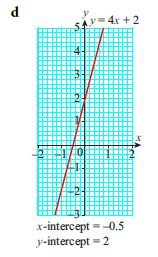 d
y
y = 4x + 2
5
4
3
2
1
x
-2 -1 0 1 2
-1
-2
-3
x-intercept = -0.5
y-intercept = 2